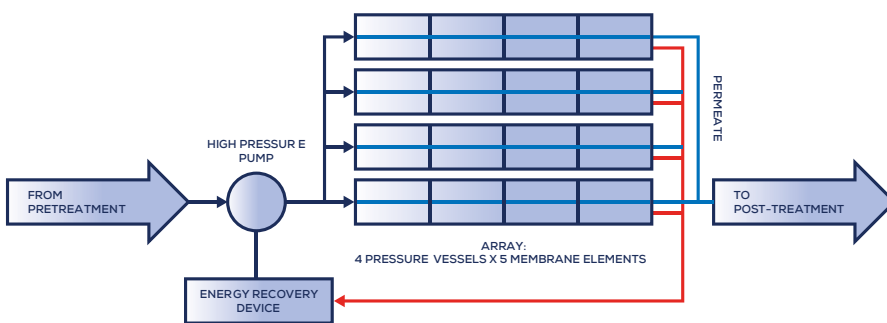 HIGH PRESSUR E
PUMP
FROM
PRETREATMENT
PERMEATE
TO
POST-TREATMENT
ARRAY:
4 PRESSURE VESSELS X 5 MEMBRANE ELEMENTS
ENERGY RECOVERY
DEVICE